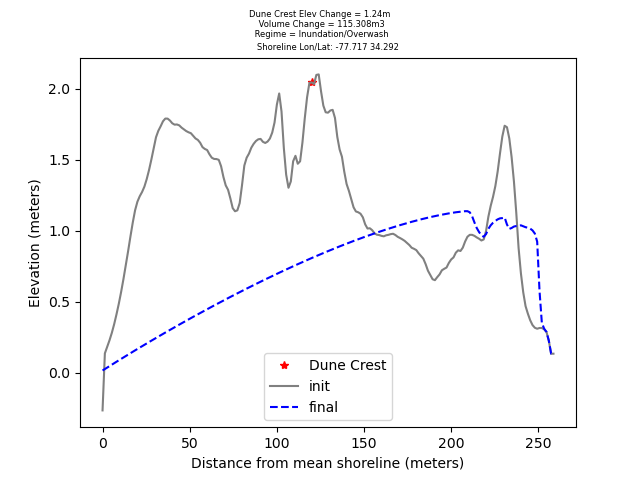 Dune Crest Elev Change = 1.24m
Volume Change = 115.308m3
Regime = Inundation/Overwash
Shoreline Lon/Lat: -77.717 34.292
2.0
1.5
1.0
0.5
0.0
Elevation (meters)
Dune Crest
init
final
0 50 100 150 200 250
Distance from mean shoreline (meters)